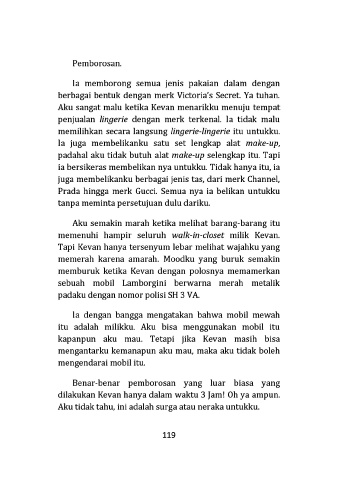 Pemborosan.
Ia memborong semua jenis pakaian dalam dengan
berbagai bentuk dengan merk Victoria's Secret. Ya tuhan.
Aku sangat malu ketika Kevan menarikku menuju tempat
penjualan lingerie dengan merk terkenal. Ia tidak malu
memilihkan secara langsung lingerie-lingerie itu untukku.
Ia juga membelikanku satu set lengkap alat make-up,
padahal aku tidak butuh alat make-up selengkap itu. Tapi
ia bersikeras membelikan nya untukku. Tidak hanya itu, ia
juga membelikanku berbagai jenis tas, dari merk Channel,
Prada hingga merk Gucci. Semua nya ia belikan untukku
tanpa meminta persetujuan dulu dariku.
Aku semakin marah ketika melihat barang-barang itu
memenuhi hampir seluruh walk-in-closet milik Kevan.
Tapi Kevan hanya tersenyum lebar melihat wajahku yang
memerah karena amarah. Moodku yang buruk semakin
memburuk ketika Kevan dengan polosnya memamerkan
sebuah mobil Lamborgini berwarna merah metalik
padaku dengan nomor polisi SH 3 VA.
Ia dengan bangga mengatakan bahwa mobil mewah
itu adalah milikku. Aku bisa menggunakan mobil itu
kapanpun aku mau. Tetapi jika Kevan masih bisa
mengantarku kemanapun aku mau, maka aku tidak boleh
mengendarai mobil itu.
Benar-benar pemborosan yang luar biasa yang
dilakukan Kevan hanya dalam waktu 3 Jam! Oh ya ampun.
Aku tidak tahu, ini adalah surga atau neraka untukku.
119